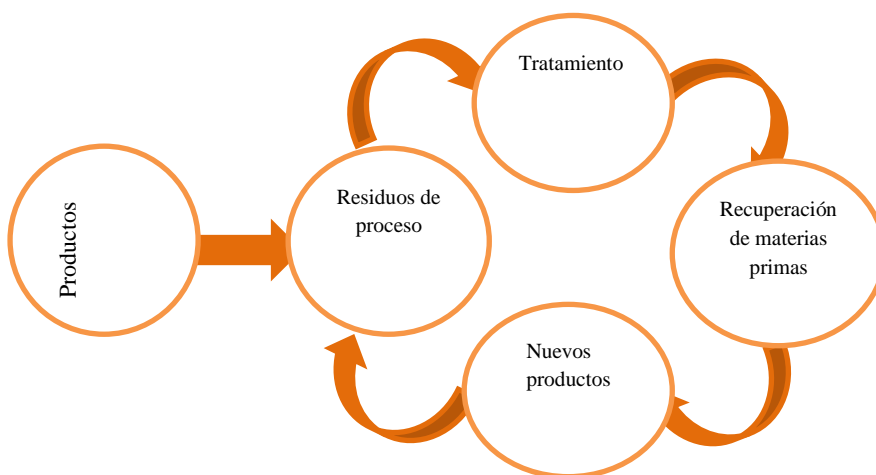 Productos
Residuos de
proceso
Tratamiento
Recuperación
de materias
primas
Nuevos
productos